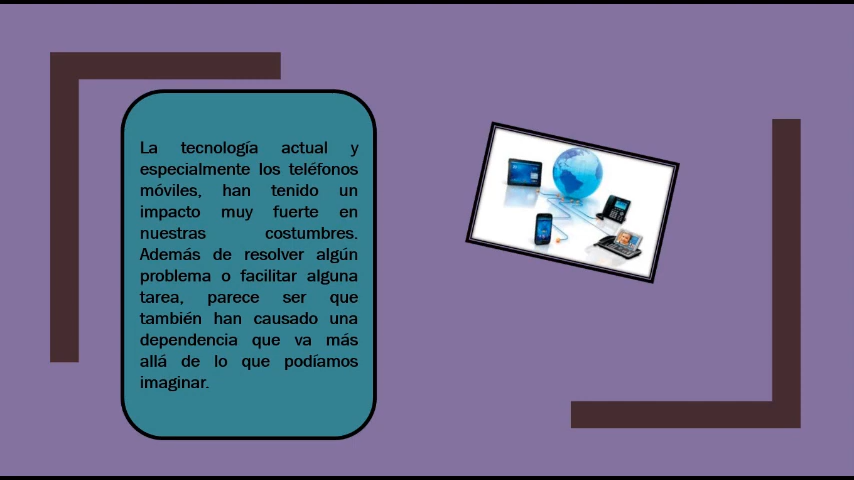 La tecnología actual y
especialmente los teléfonos
móviles, han tenido un
impacto muy fuerte en
nuestras costumbres.
Además de resolver algún
problema o facilitar alguna
tarea, parece ser que
también han causado una
dependencia que va más
allá de lo que podíamos
imaginar.